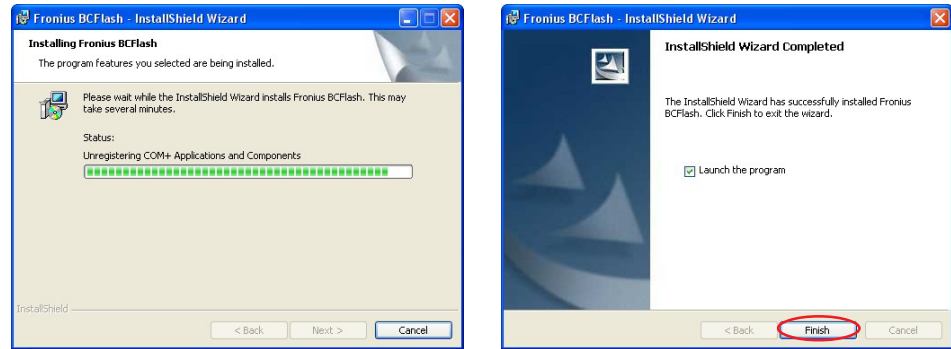 Fronius BCFlash - InstallShield Wizard
Installing Fronius BCFlash
The program features you selected are being installed.
Please wait while the InstallShield Wizard installs Fronius BCFlash. This may
take several minutes.
Status:
Unregistering COM+ Applications and Components
InstallShield
< Back
Next >
Cancel
Fronius BCFlash - InstallShield Wizard
InstallShield Wizard Completed
The InstallShield Wizard has successfully installed Fronius
BCFlash. Click Finish to exit the wizard.
Launch the program
< Back
Finish
Cancel